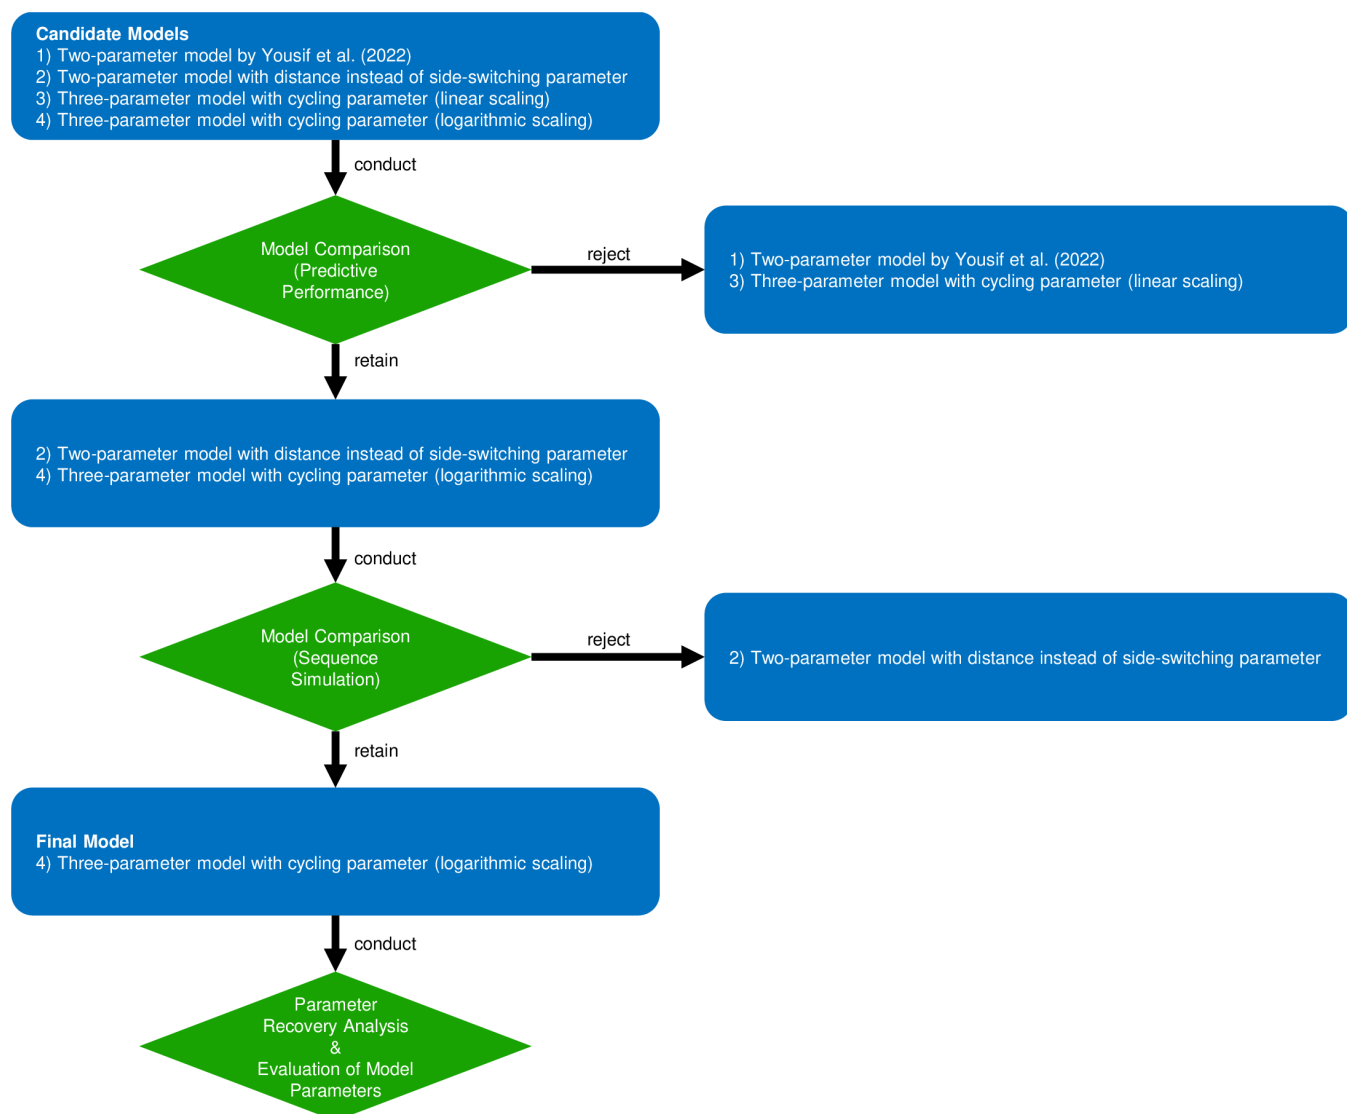 Candidate Models
1) Two-parameter model by Yousif et al. (2022)
2) Two-parameter model with distance instead of side-switching parameter
3) Three-parameter model with cycling parameter (linear scaling)
4) Three-parameter model with cycling parameter (logarithmic scaling)
conduct
Model Comparison
(Predictive
Performance)
reject
1) Two-parameter model by Yousif et al. (2022)
3) Three-parameter model with cycling parameter (linear scaling)
retain
2) Two-parameter model with distance instead of side-switching parameter
4) Three-parameter model with cycling parameter (logarithmic scaling)
conduct
Model Comparison
(Sequence
Simulation)
reject
2) Two-parameter model with distance instead of side-switching parameter
retain
Final Model
4) Three-parameter model with cycling parameter (logarithmic scaling)
conduct
Parameter
Recovery Analysis
&
Evaluation of Model
Parameters